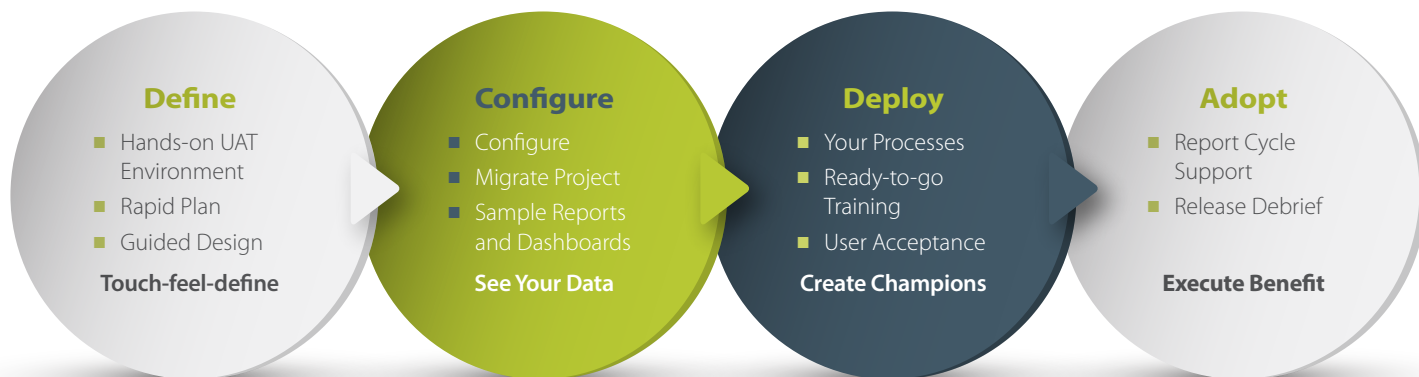 Define
Hands-on UAT
Environment
Rapid Plan
Guided Design
Touch-feel-define
Configure
Configure
Migrate Project
Sample Reports
and Dashboards
See Your Data
Deploy
Your Processes
Ready-to-go
Training
User Acceptance
Create Champions
Adopt
Report Cycle
Support
Release Debrief
Execute Benefit